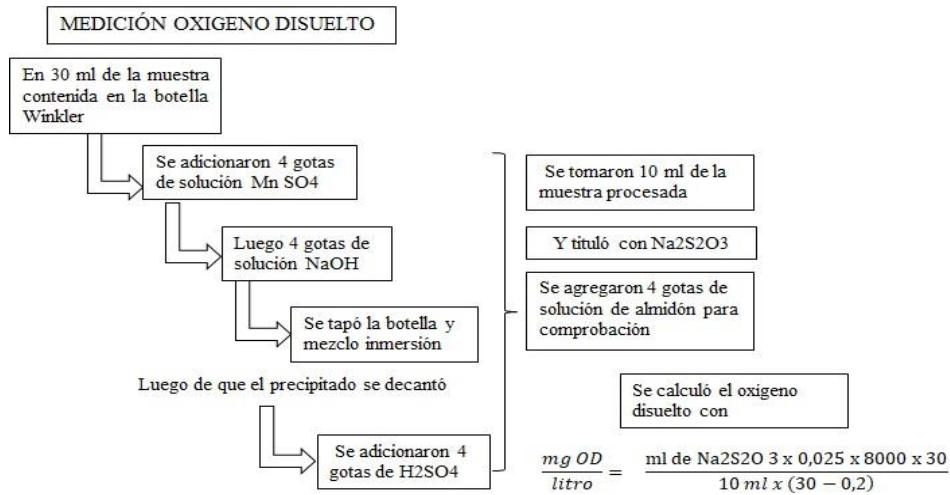 MEDICIÓN OXIGENO DISUELTO
En 30 ml de la muestra
contenida en la botella
Winkler
Se adicionaron 4 gotas
de solución Mn SO4
Luego 4 gotas de
solución NaOH
Se tapó la botella y
mezclo inmersión
Luego de que el precipitado se decantó
Se adicionaron 4
gotas de H2SO4
Se tomaron 10 ml de la
muestra procesada
Y tituló con Na2S2O3
Se agregaron 4 gotas de
solución de almidón para
comprobación
Se calculó el oxígeno
disuelto con
mg OD / litro = ml de Na2S2O 3 x 0,025 x 8000 x 30 / 10 ml x (30 − 0,2)